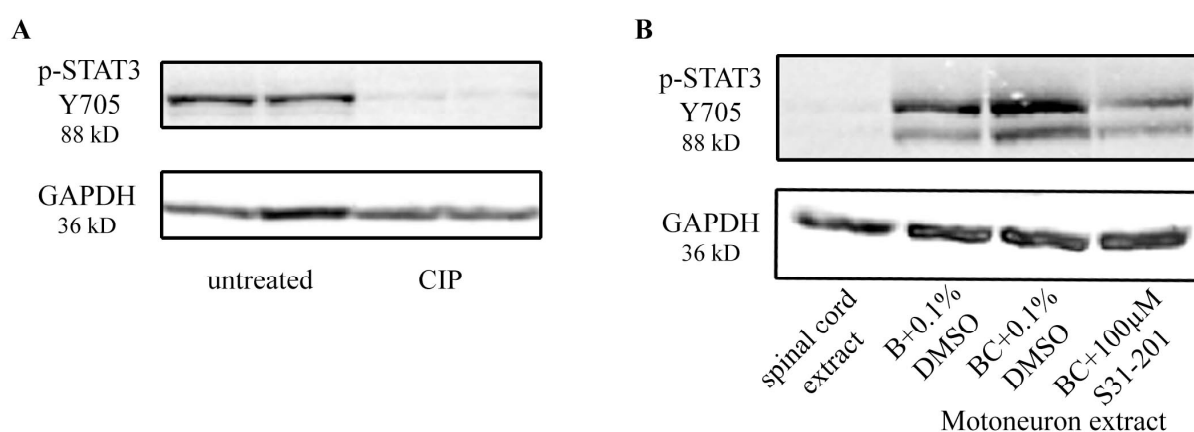 A
p-STAT3
Y705
88 kD
GAPDH
36 kD
untreated CIP
B
p-STAT3
Y705
88 kD
GAPDH
36 kD
spinal cord
extract
B+0.1%
DMSO
BC+0.1%
DMSO
BC+100µM
S31-201
Motoneuron extract